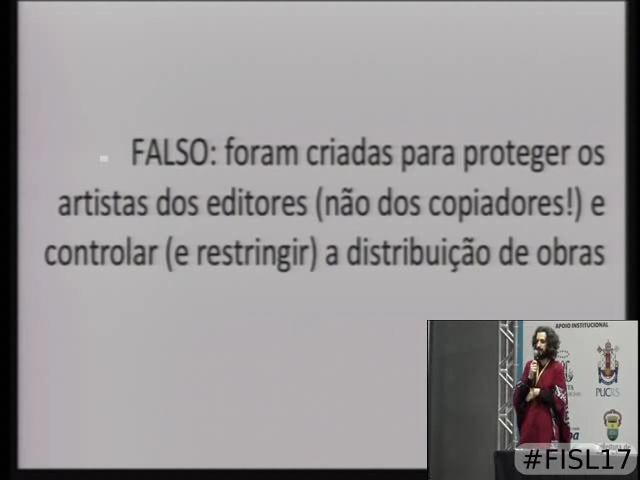 FALSO: foram criadas para proteger os
artistas dos editores (não dos copiadores!) e
controlar (e restringir) a distribuição de obras
APOIO INSTITUCIONAL
PUCRS
#FISL17